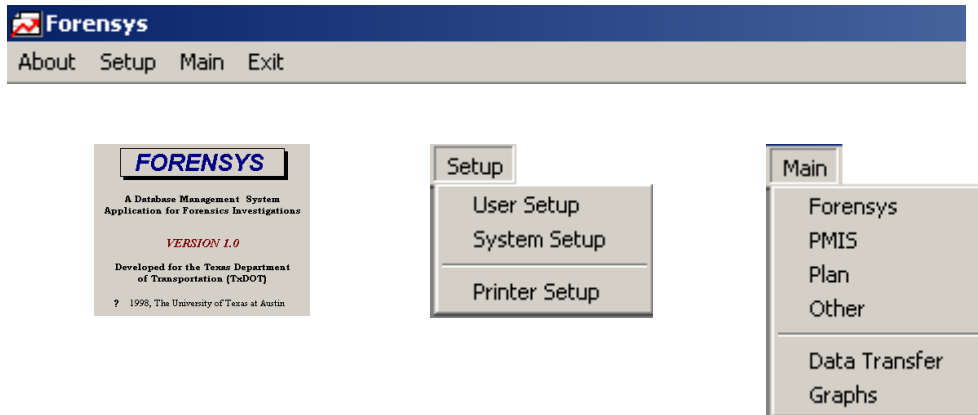 Forensys
About Setup Main Exit
FORENSYS
A Database Management System
Application for Forensics Investigations
VERSION 1.0
Developed for the Texas Department
of Transportation (TxDOT)
? 1998, The University of Texas at Austin
Setup
User Setup
System Setup
Printer Setup
Main
Forensys
PMIS
Plan
Other
Data Transfer
Graphs